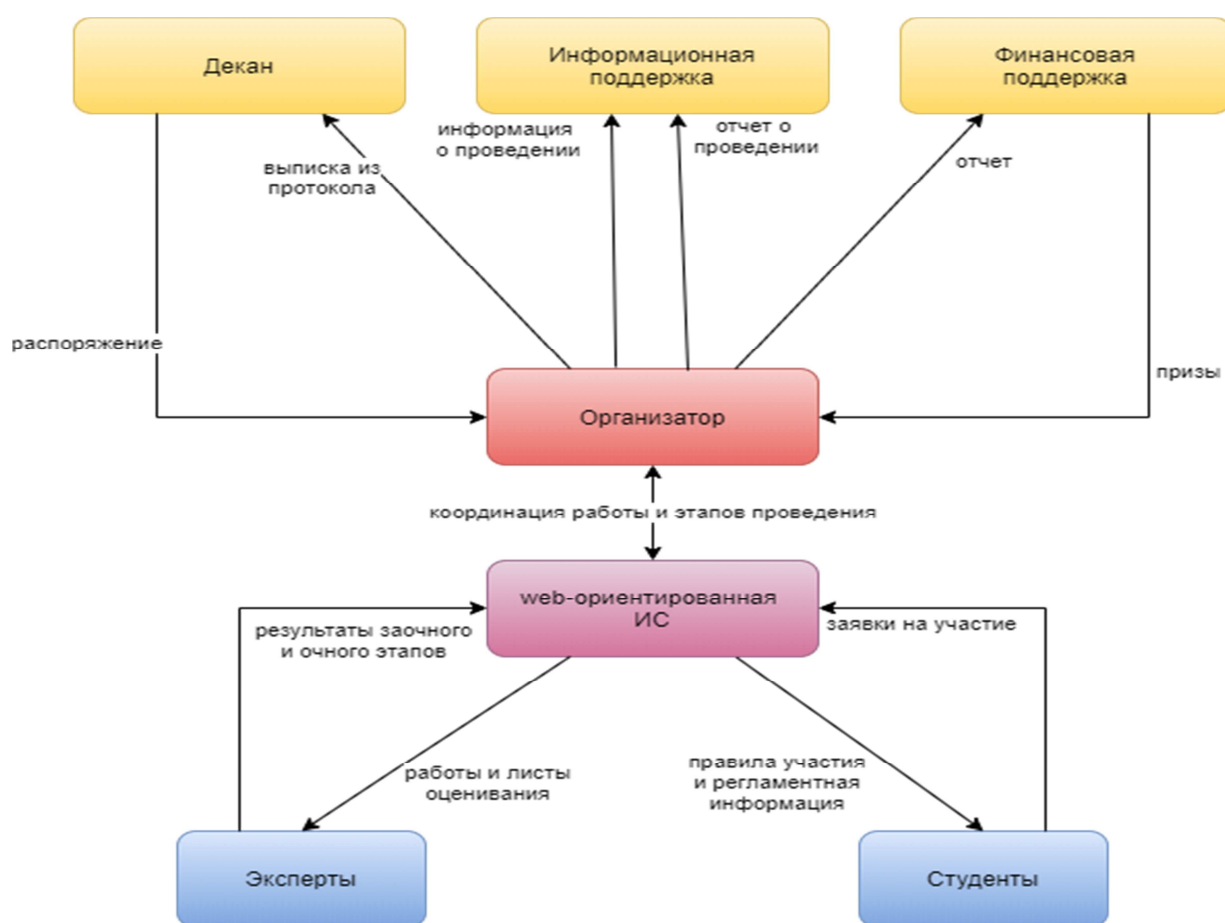 Декан
Информационная
поддержка
Финансовая
поддержка
информация
о проведении
отчет о
проведении
выписка из
протокола
отчет
распоряжение
призы
Организатор
координация работы и этапов проведения
web-ориентированная
ИС
результаты заочного
и очного этапов
заявки на участие
работы и листы
оценивания
правила участия
и регламентная
информация
Эксперты
Студенты